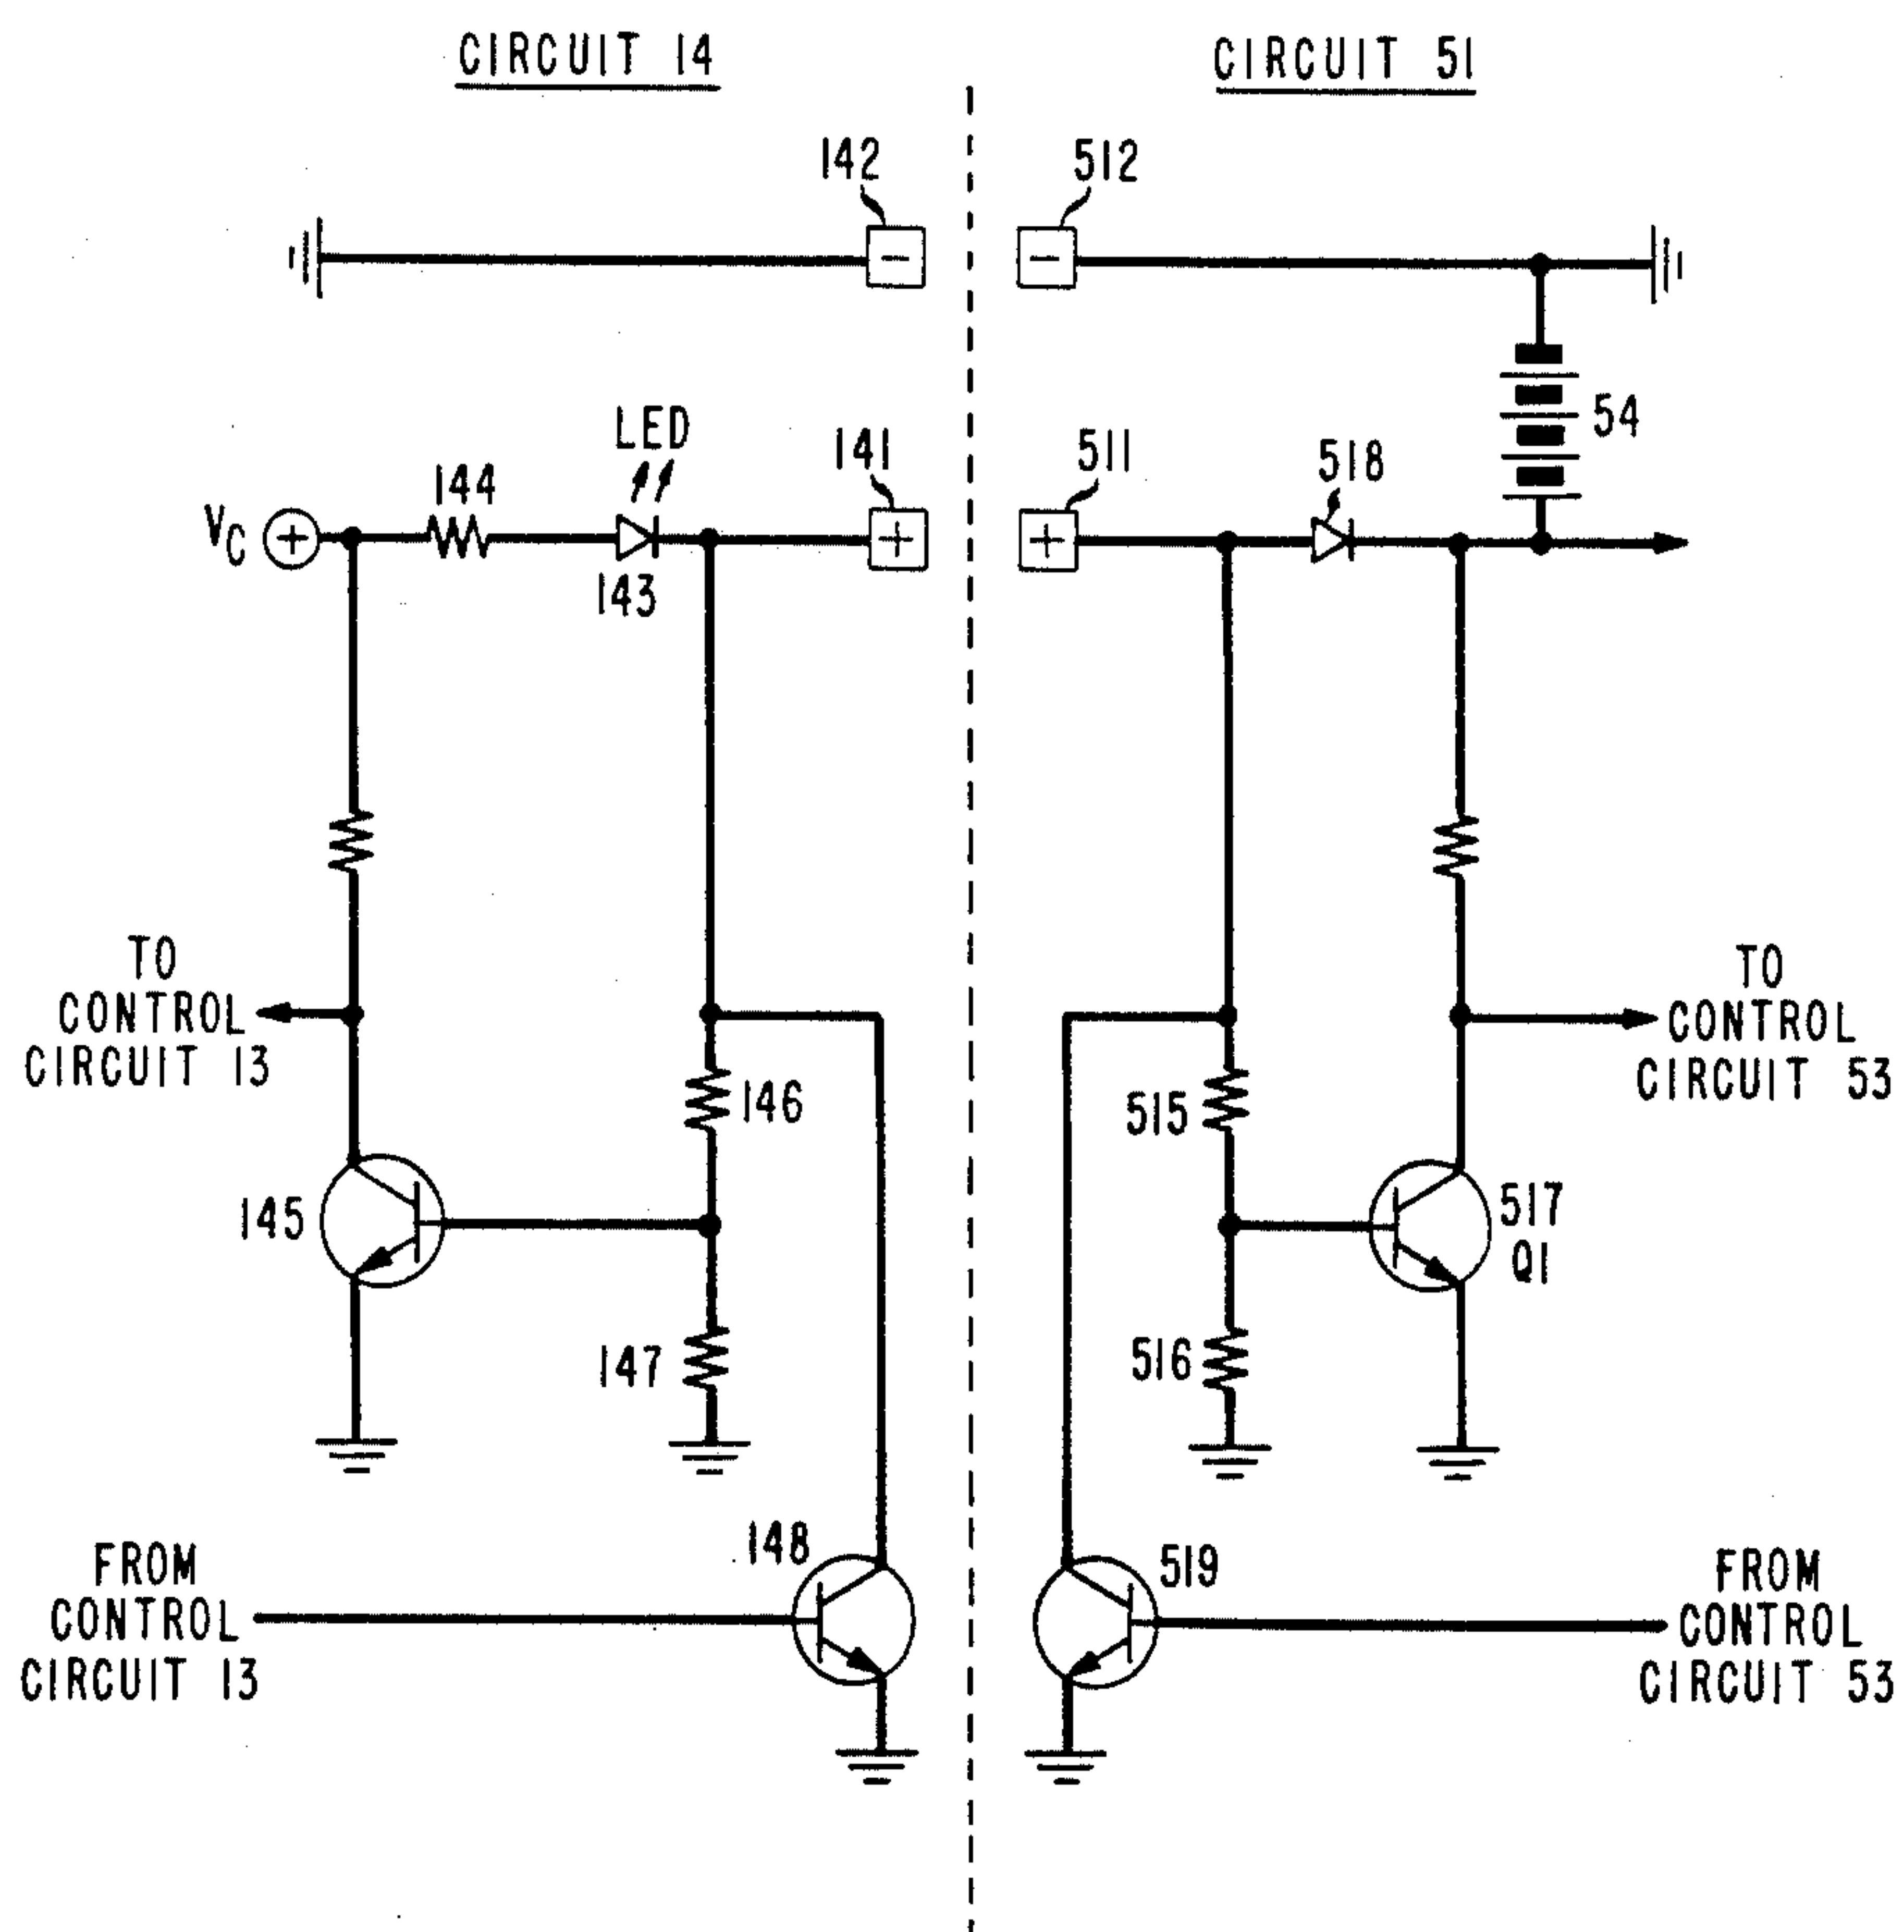 CIRCUIT 14
CIRCUIT 51
142
512
−
−
LED
144
141
511
518
54
VC
+
+
+
143
TO
CONTROL
CIRCUIT 13
TO
CONTROL
CIRCUIT 53
146
515
145
517
Q1
147
516
148
519
FROM
CONTROL
CIRCUIT 13
FROM
CONTROL
CIRCUIT 53